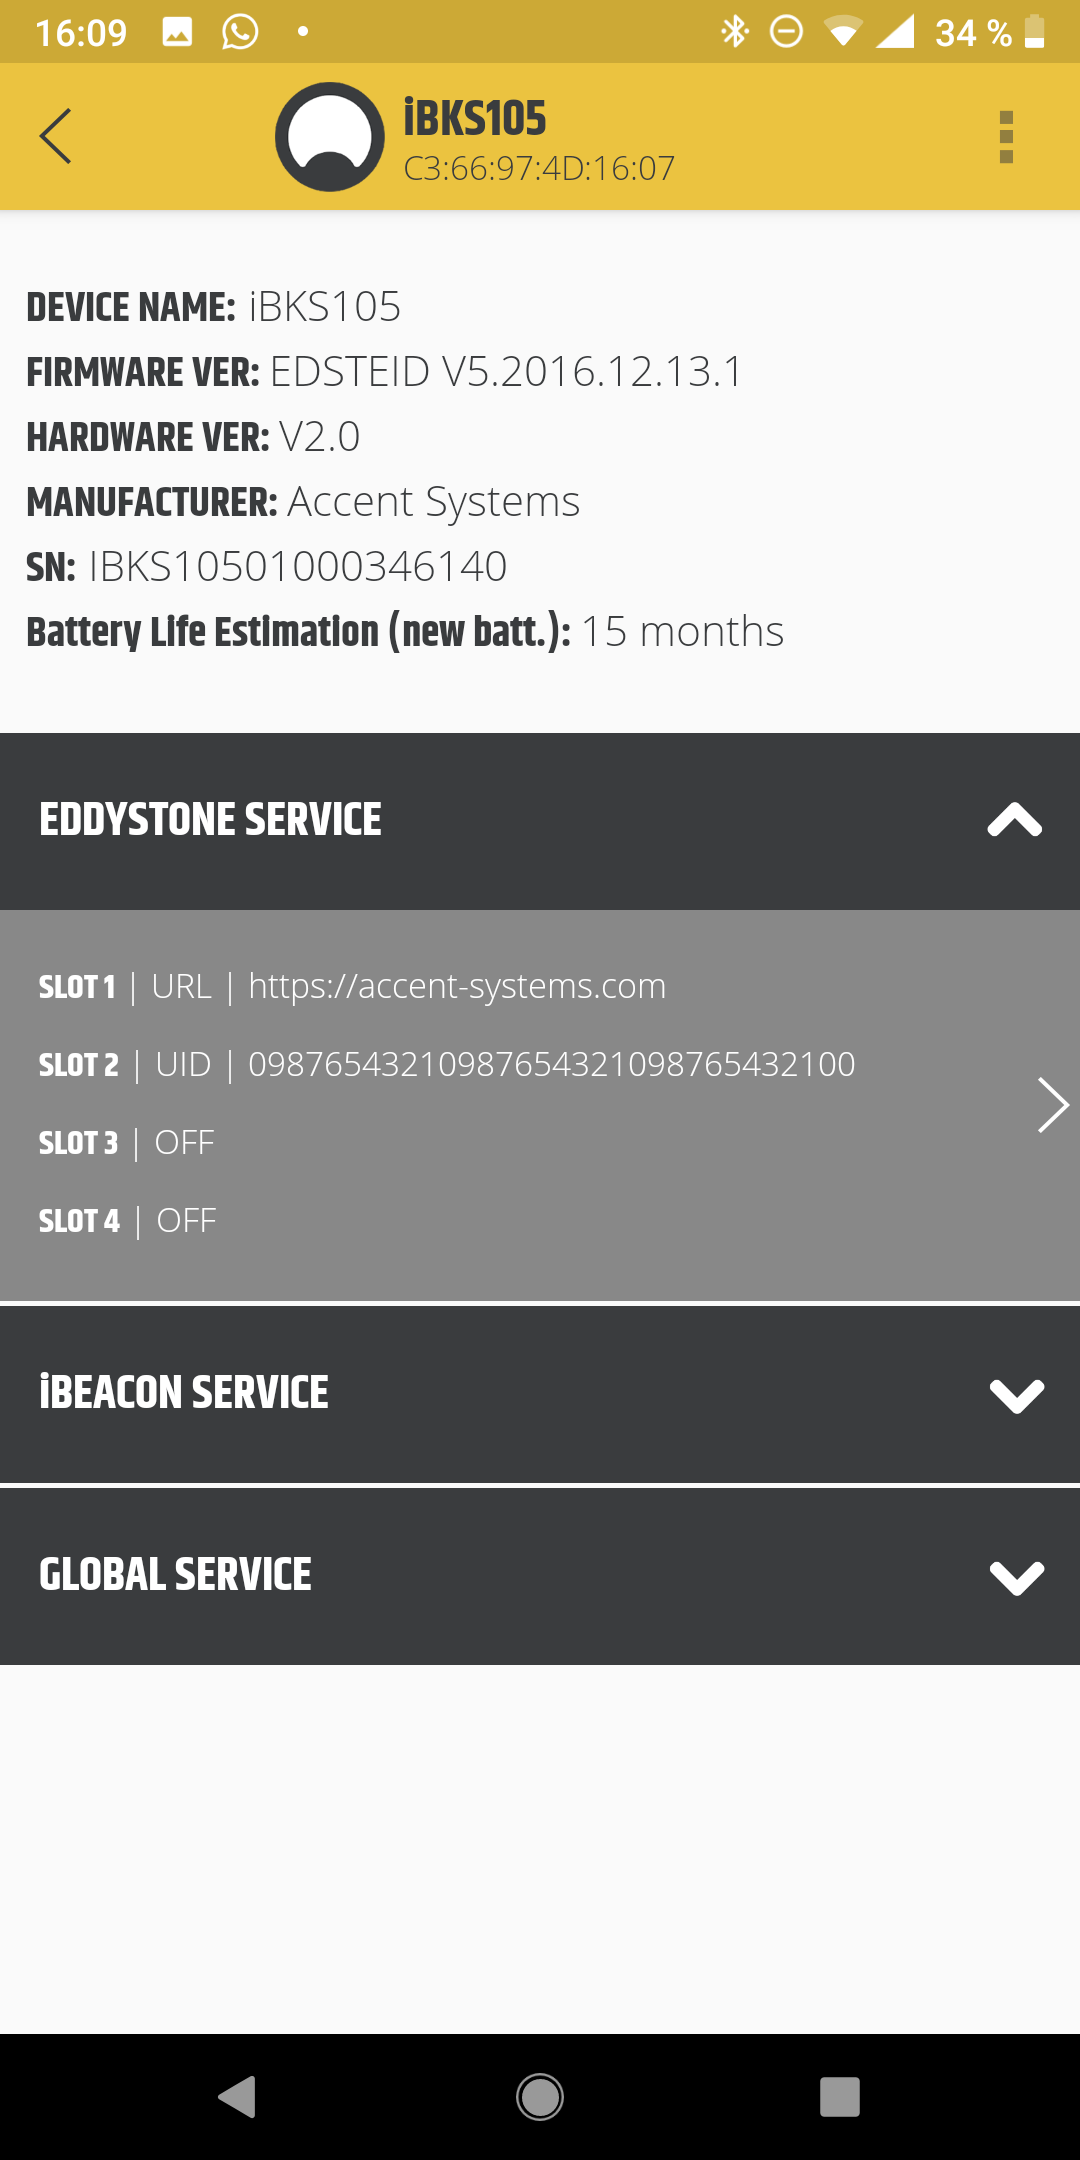 16:09 34 %
iBKS105
C3:66:97:4D:16:07
DEVICE NAME: iBKS105
FIRMWARE VER: EDSTEID V5.2016.12.13.1
HARDWARE VER: V2.0
MANUFACTURER: Accent Systems
SN: IBKS10501000346140
Battery Life Estimation (new batt.): 15 months
EDDYSTONE SERVICE
SLOT 1 | URL | https://accent-systems.com
SLOT 2 | UID | 09876543210987654321098765432100
SLOT 3 | OFF
SLOT 4 | OFF
iBEACON SERVICE
GLOBAL SERVICE